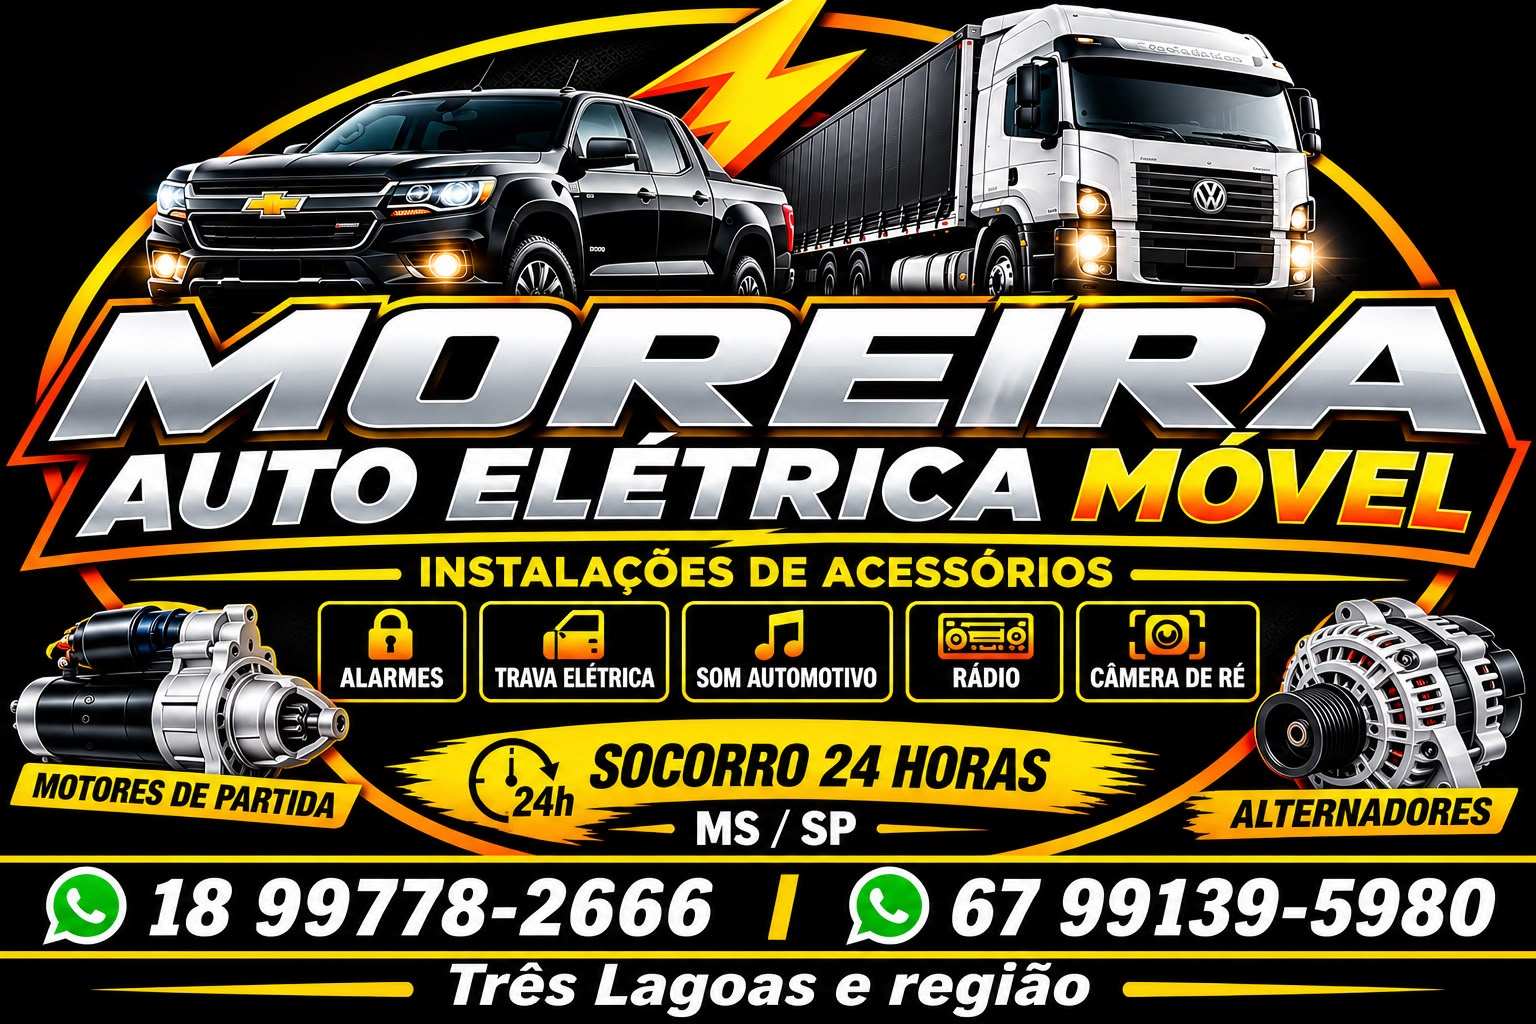 MOREIRA
AUTO ELÉTRICA MÓVEL
INSTALAÇÕES DE ACESSÓRIOS
ALARMES
TRAVA ELÉTRICA
SOM AUTOMOTIVO
RÁDIO
CÂMERA DE RÉ
MOTORES DE PARTIDA
24h
SOCORRO 24 HORAS
MS / SP
ALTERNADORES
18 99778-2666
67 99139-5980
Três Lagoas e região